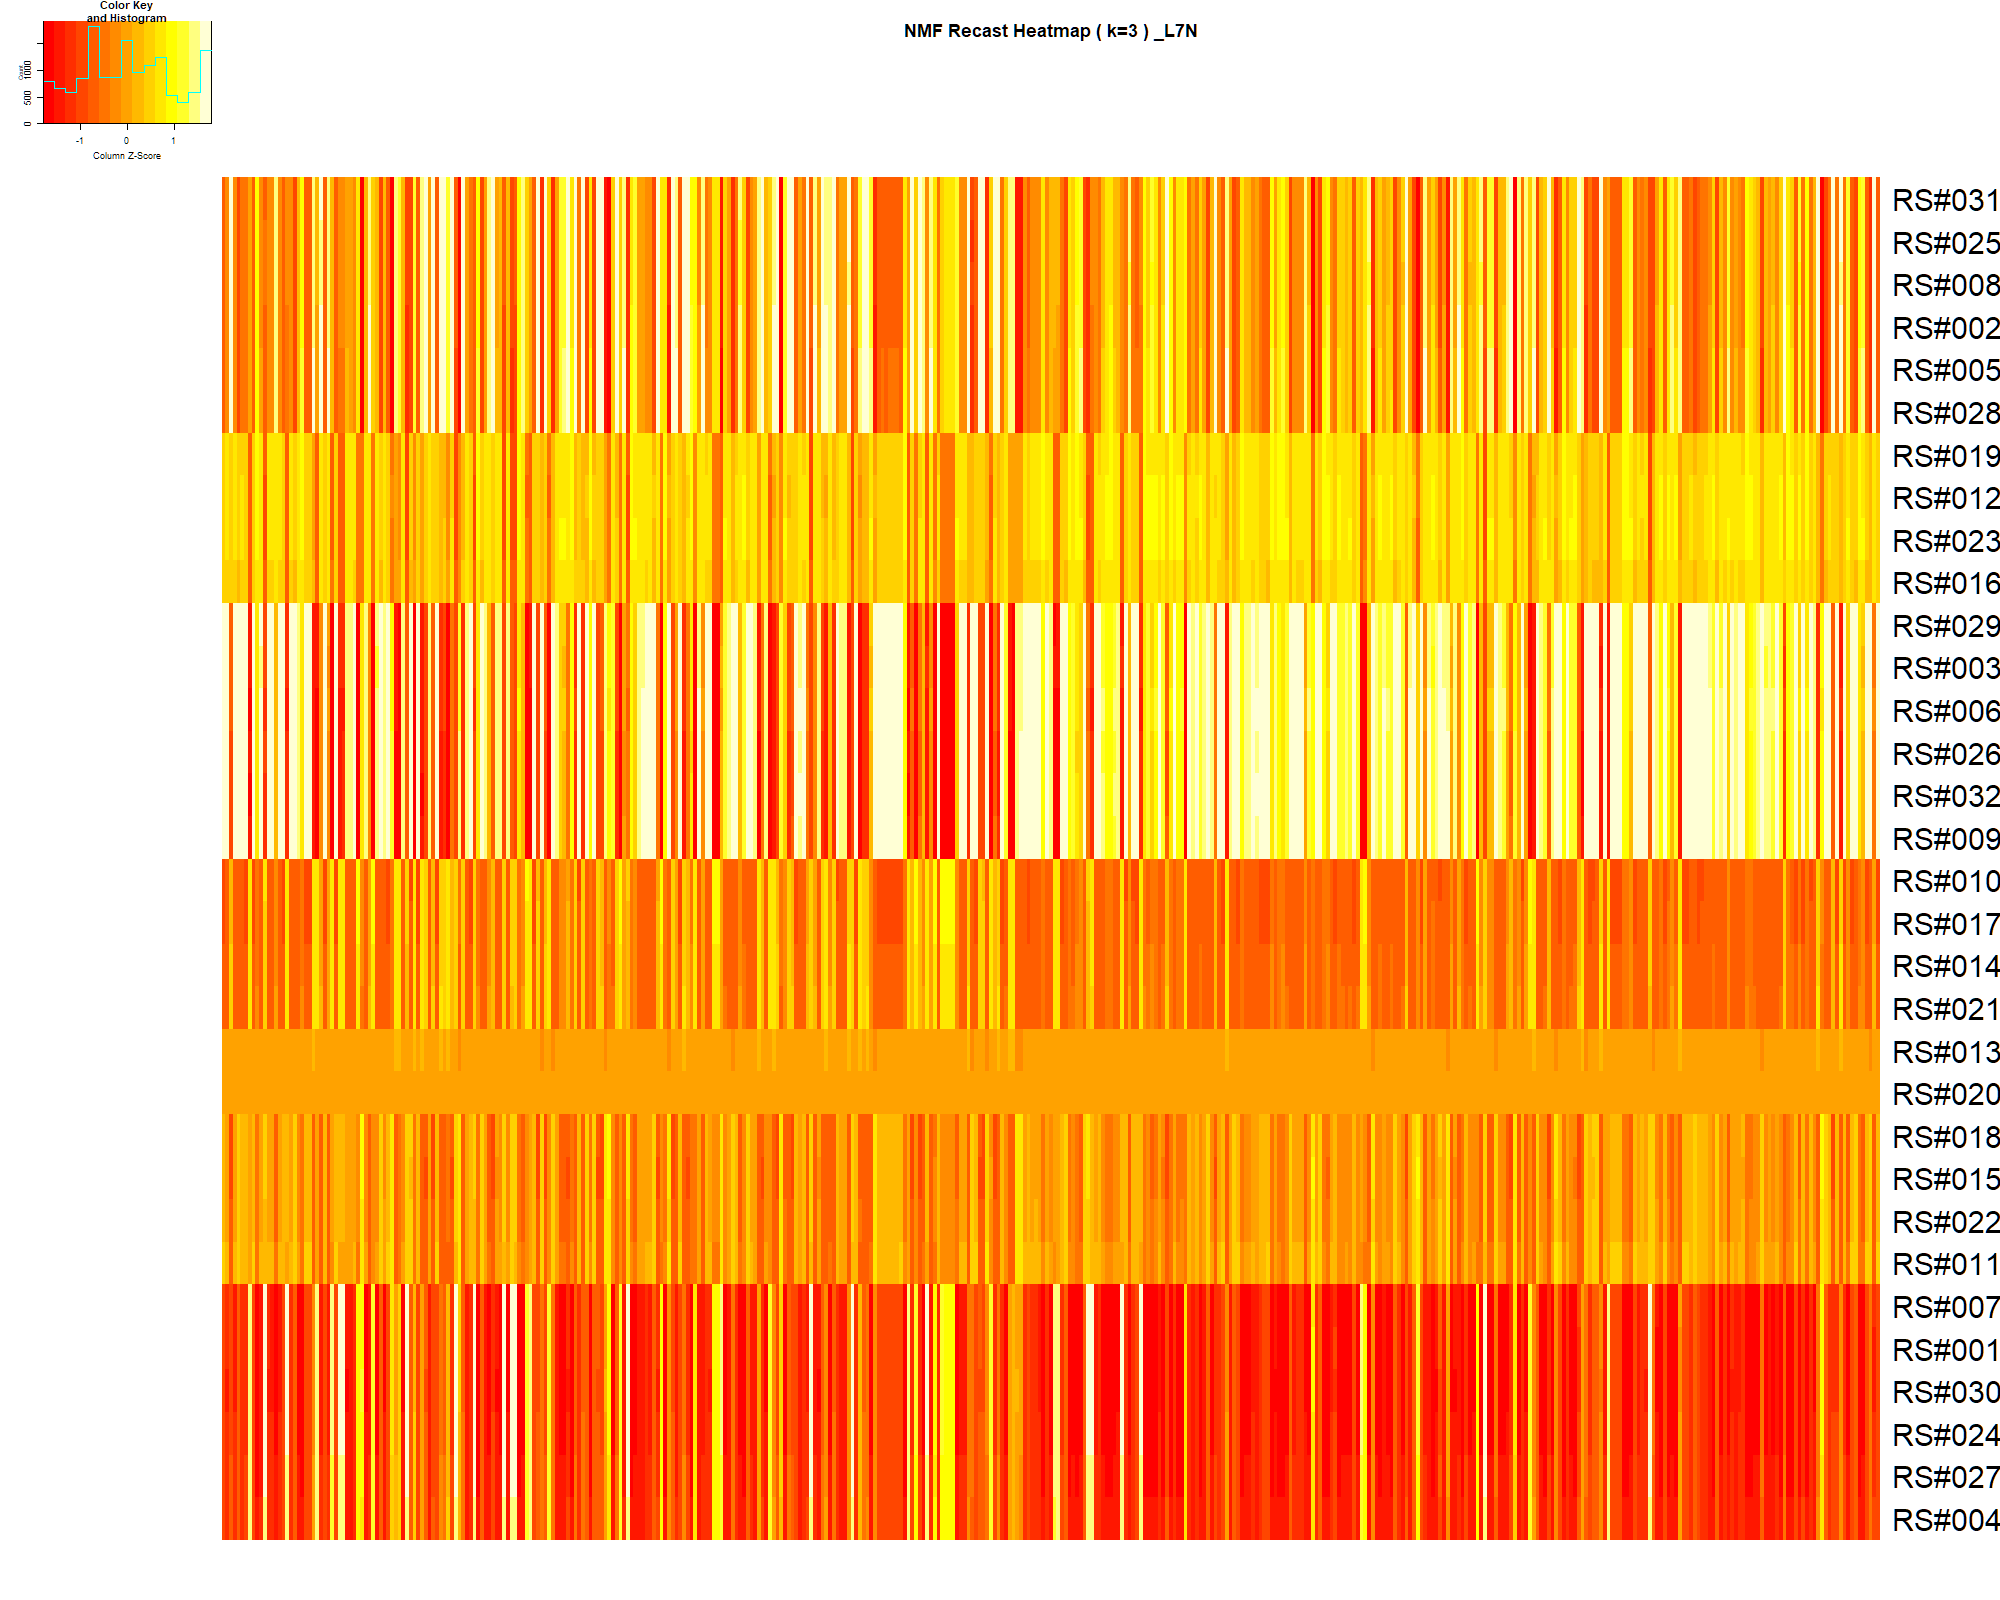 Color Key
and Histogram
NMF Recast Heatmap ( k=3 ) _L7N
Count
0 500 1000
-1 0 1
Column Z-Score
RS#031
RS#025
RS#008
RS#002
RS#005
RS#028
RS#019
RS#012
RS#023
RS#016
RS#029
RS#003
RS#006
RS#026
RS#032
RS#009
RS#010
RS#017
RS#014
RS#021
RS#013
RS#020
RS#018
RS#015
RS#022
RS#011
RS#007
RS#001
RS#030
RS#024
RS#027
RS#004